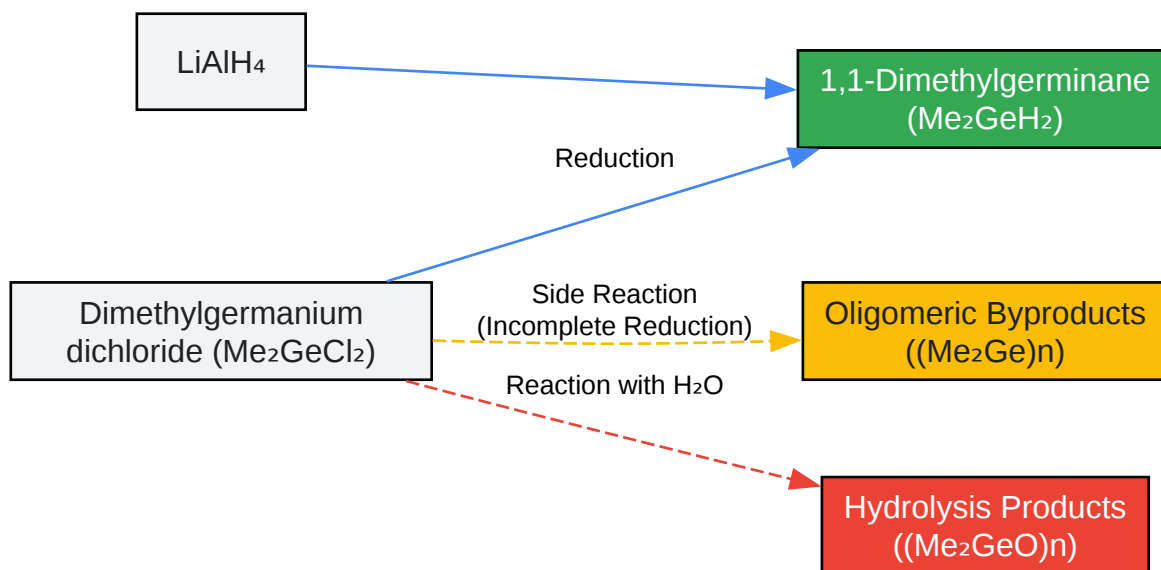 LiAlH₄
1,1-Dimethylgerminane
(Me₂GeH₂)
Reduction
Dimethylgermanium
dichloride (Me₂GeCl₂)
Side Reaction
(Incomplete Reduction)
Oligomeric Byproducts
((Me₂Ge)n)
Reaction with H₂O
Hydrolysis Products
((Me₂GeO)n)